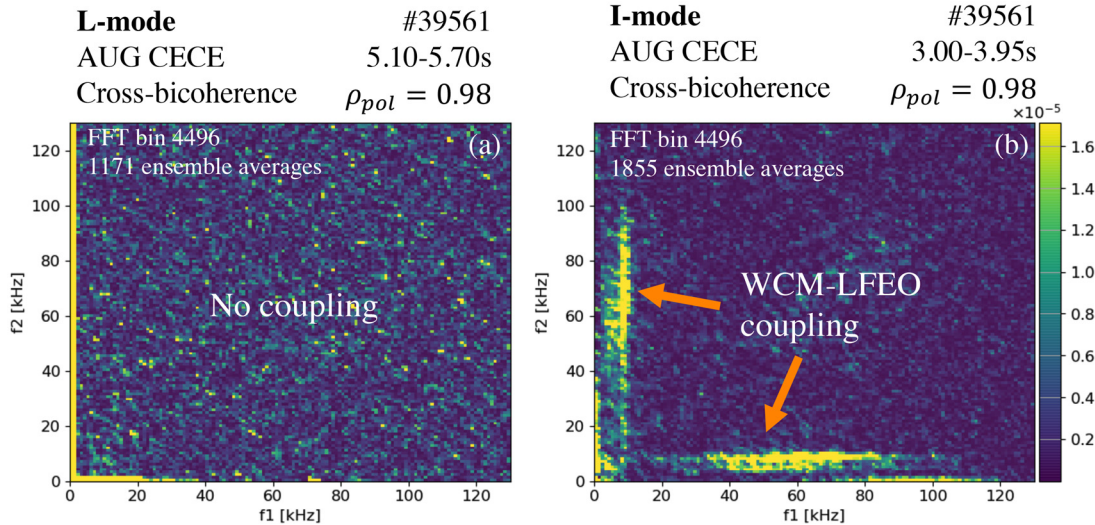 L-mode #39561
AUG CECE 5.10-5.70s
Cross-bicoherence ρ_pol = 0.98
FFT bin 4496 (a)
1171 ensemble averages
No coupling
120
100
80
60
40
20
0
f2 [kHz]
0 20 40 60 80 100 120
f1 [kHz]
I-mode #39561
AUG CECE 3.00-3.95s
Cross-bicoherence ρ_pol = 0.98
×10⁻⁵
FFT bin 4496 (b)
1855 ensemble averages
WCM-LFEO
coupling
120
100
80
60
40
20
0
f2 [kHz]
0 20 40 60 80 100 120
f1 [kHz]
1.6
1.4
1.2
1.0
0.8
0.6
0.4
0.2